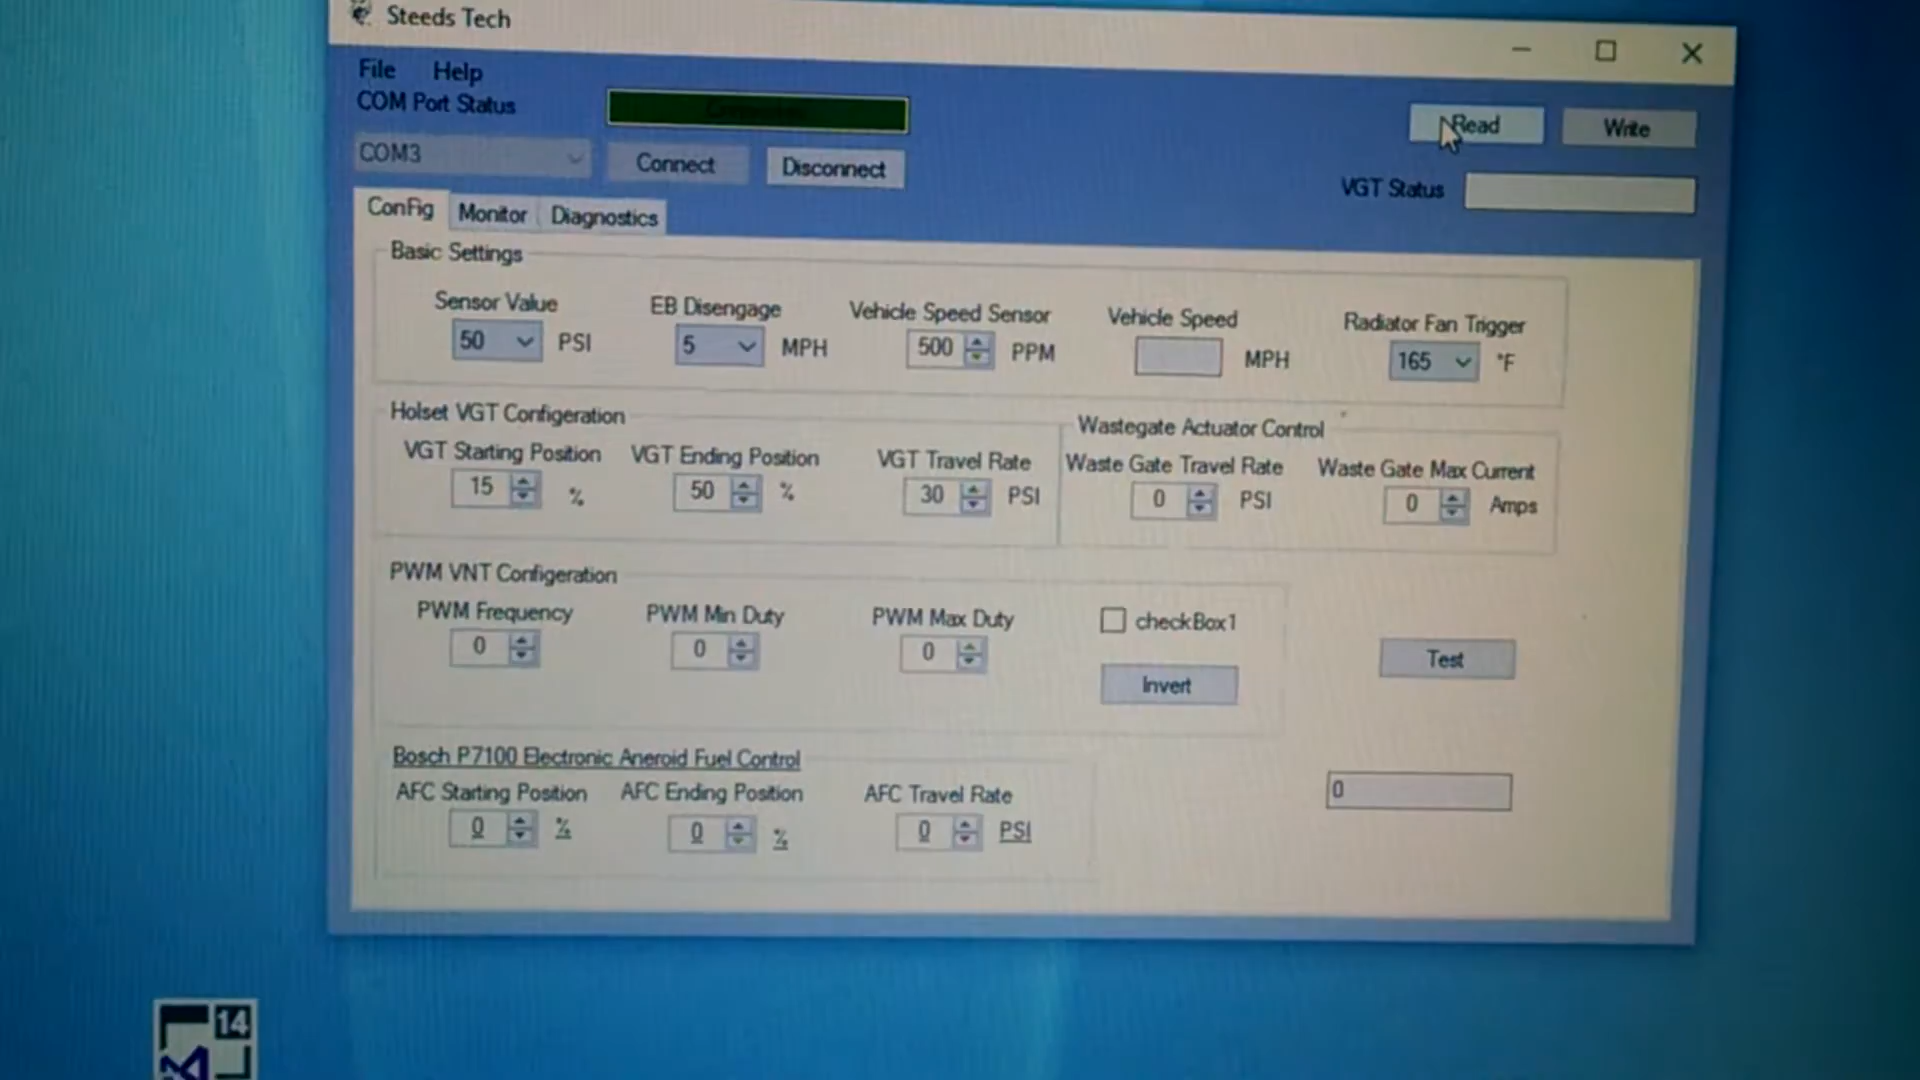 Steeds Tech
File Help
COM Port Status
Read Write
COM3 Connect Disconnect
VGT Status
ConFig Monitor Diagnostics
Basic Settings
Sensor Value EB Disengage Vehicle Speed Sensor Vehicle Speed Radiator Fan Trigger
50 PSI 5 MPH 500 PPM MPH 165 °F
Holset VGT Configeration
Wastegate Actuator Control
VGT Starting Position VGT Ending Position VGT Travel Rate Waste Gate Travel Rate Waste Gate Max Current
15 % 50 % 30 PSI 0 PSI 0 Amps
PWM VNT Configeration
PWM Frequency PWM Min Duty PWM Max Duty checkBox1
0 0 0
Invert Test
Bosch P7100 Electronic Aneroid Fuel Control
AFC Starting Position AFC Ending Position AFC Travel Rate
0 % 0 % 0 PSI
0
14